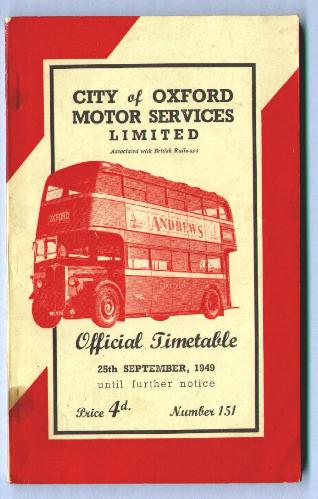 CITY of OXFORD
MOTOR SERVICES
LIMITED
Associated with British Railways
OXFORD
ANDREWS
Official Timetable
25th SEPTEMBER, 1949
until further notice
Price 4d. Number 151